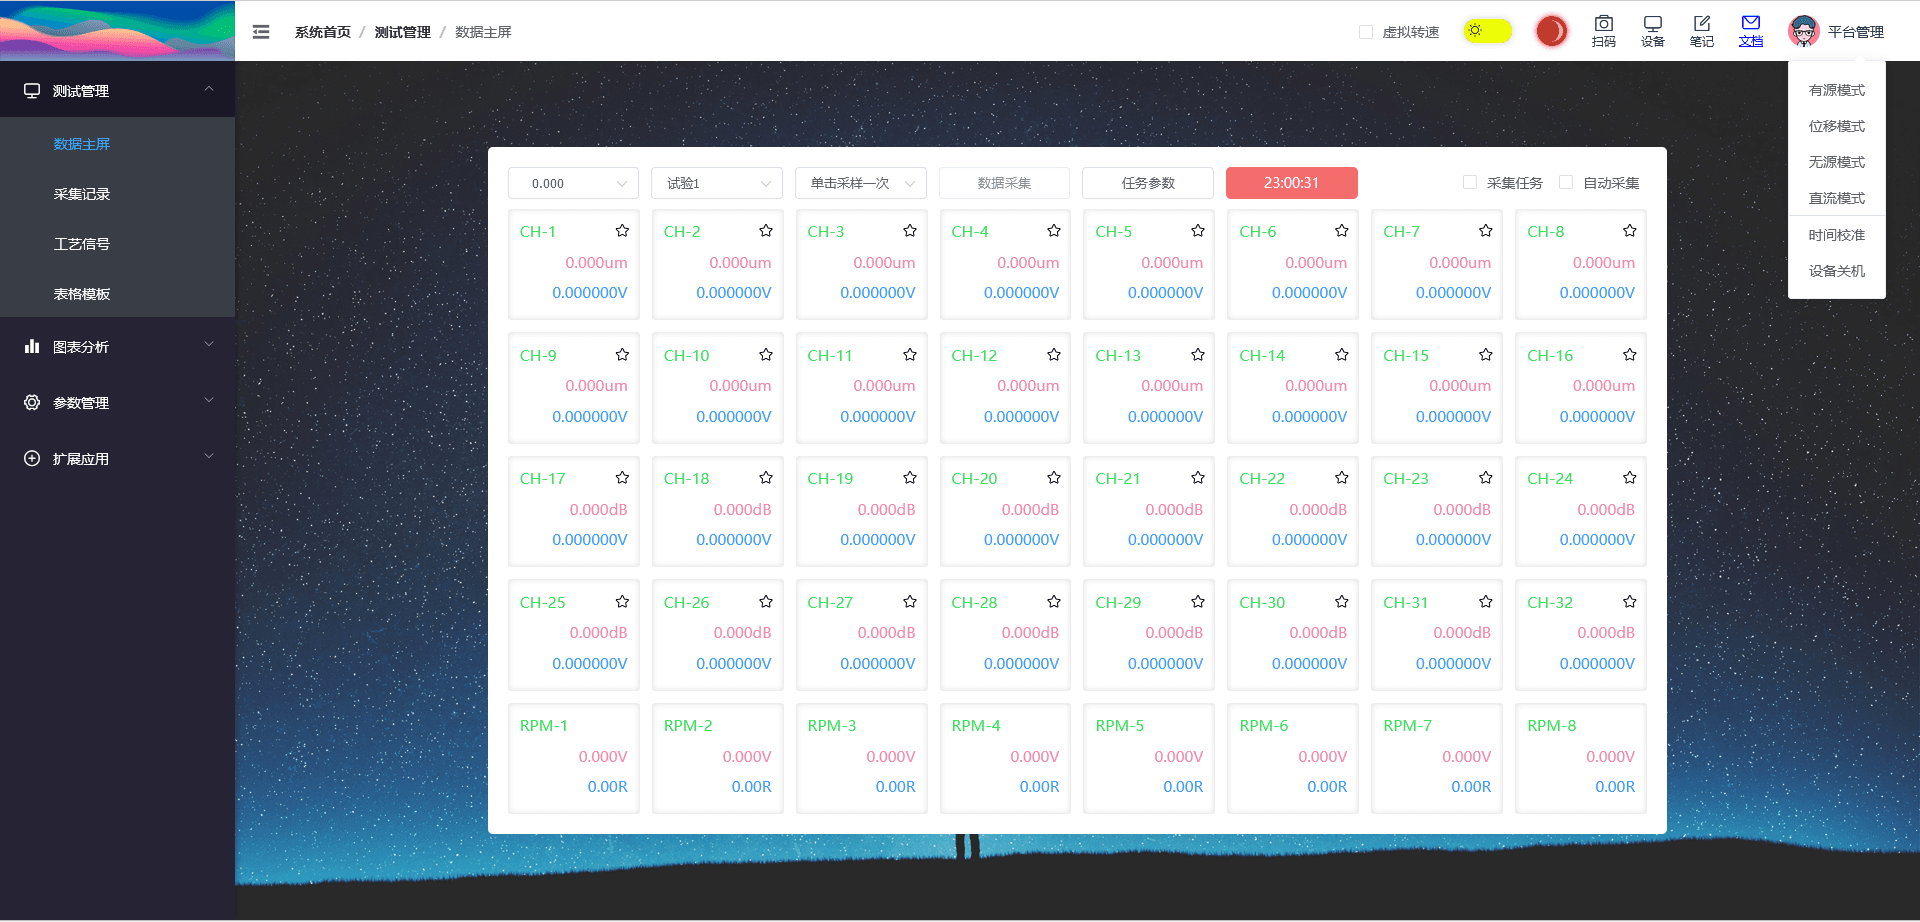 系统首页 / 测试管理 / 数据主屏
虚拟转速
扫码 设备 笔记 文档 平台管理
测试管理
数据主屏
采集记录
工艺信号
表格模板
图表分析
参数管理
扩展应用
有源模式
位移模式
无源模式
直流模式
时间校准
设备关机
0.000 试验1 单击采样一次 数据采集 任务参数 23:00:31 采集任务 自动采集
CH-1 CH-2 CH-3 CH-4 CH-5 CH-6 CH-7 CH-8
0.000um 0.000um 0.000um 0.000um 0.000um 0.000um 0.000um 0.000um
0.000000V 0.000000V 0.000000V 0.000000V 0.000000V 0.000000V 0.000000V 0.000000V
CH-9 CH-10 CH-11 CH-12 CH-13 CH-14 CH-15 CH-16
0.000um 0.000um 0.000um 0.000um 0.000um 0.000um 0.000um 0.000um
0.000000V 0.000000V 0.000000V 0.000000V 0.000000V 0.000000V 0.000000V 0.000000V
CH-17 CH-18 CH-19 CH-20 CH-21 CH-22 CH-23 CH-24
0.000dB 0.000dB 0.000dB 0.000dB 0.000dB 0.000dB 0.000dB 0.000dB
0.000000V 0.000000V 0.000000V 0.000000V 0.000000V 0.000000V 0.000000V 0.000000V
CH-25 CH-26 CH-27 CH-28 CH-29 CH-30 CH-31 CH-32
0.000dB 0.000dB 0.000dB 0.000dB 0.000dB 0.000dB 0.000dB 0.000dB
0.000000V 0.000000V 0.000000V 0.000000V 0.000000V 0.000000V 0.000000V 0.000000V
RPM-1 RPM-2 RPM-3 RPM-4 RPM-5 RPM-6 RPM-7 RPM-8
0.000V 0.000V 0.000V 0.000V 0.000V 0.000V 0.000V 0.000V
0.00R 0.00R 0.00R 0.00R 0.00R 0.00R 0.00R 0.00R